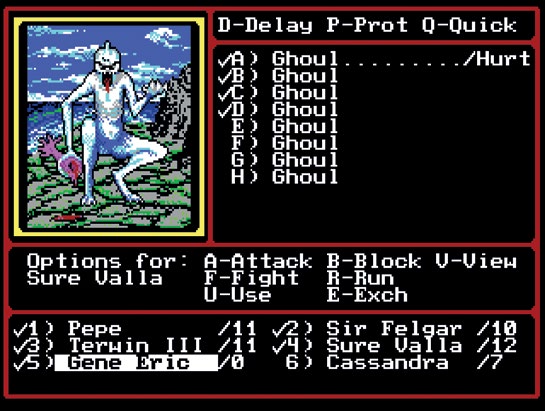 D-Delay P-Prot Q-Quick
✓A) Ghoul........./Hurt
✓B) Ghoul
✓C) Ghoul
✓D) Ghoul
E) Ghoul
F) Ghoul
G) Ghoul
H) Ghoul
Options for: A-Attack B-Block V-View
Sure Valla F-Fight R-Run
U-Use E-Exch
✓1) Pepe /11 ✓2) Sir Felgar /10
✓3) Terwin III /11 ✓4) Sure Valla /12
✓5) Gene Eric /0 6) Cassandra /7